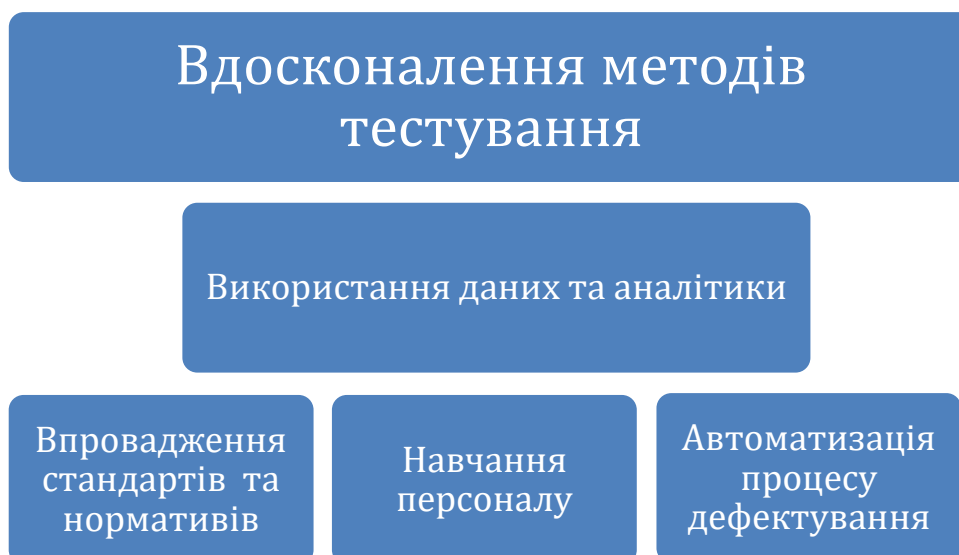 Вдосконалення методів
тестування
Використання даних та аналітики
Впровадження
стандартів та
нормативів
Навчання
персоналу
Автоматизація
процесу
дефектування